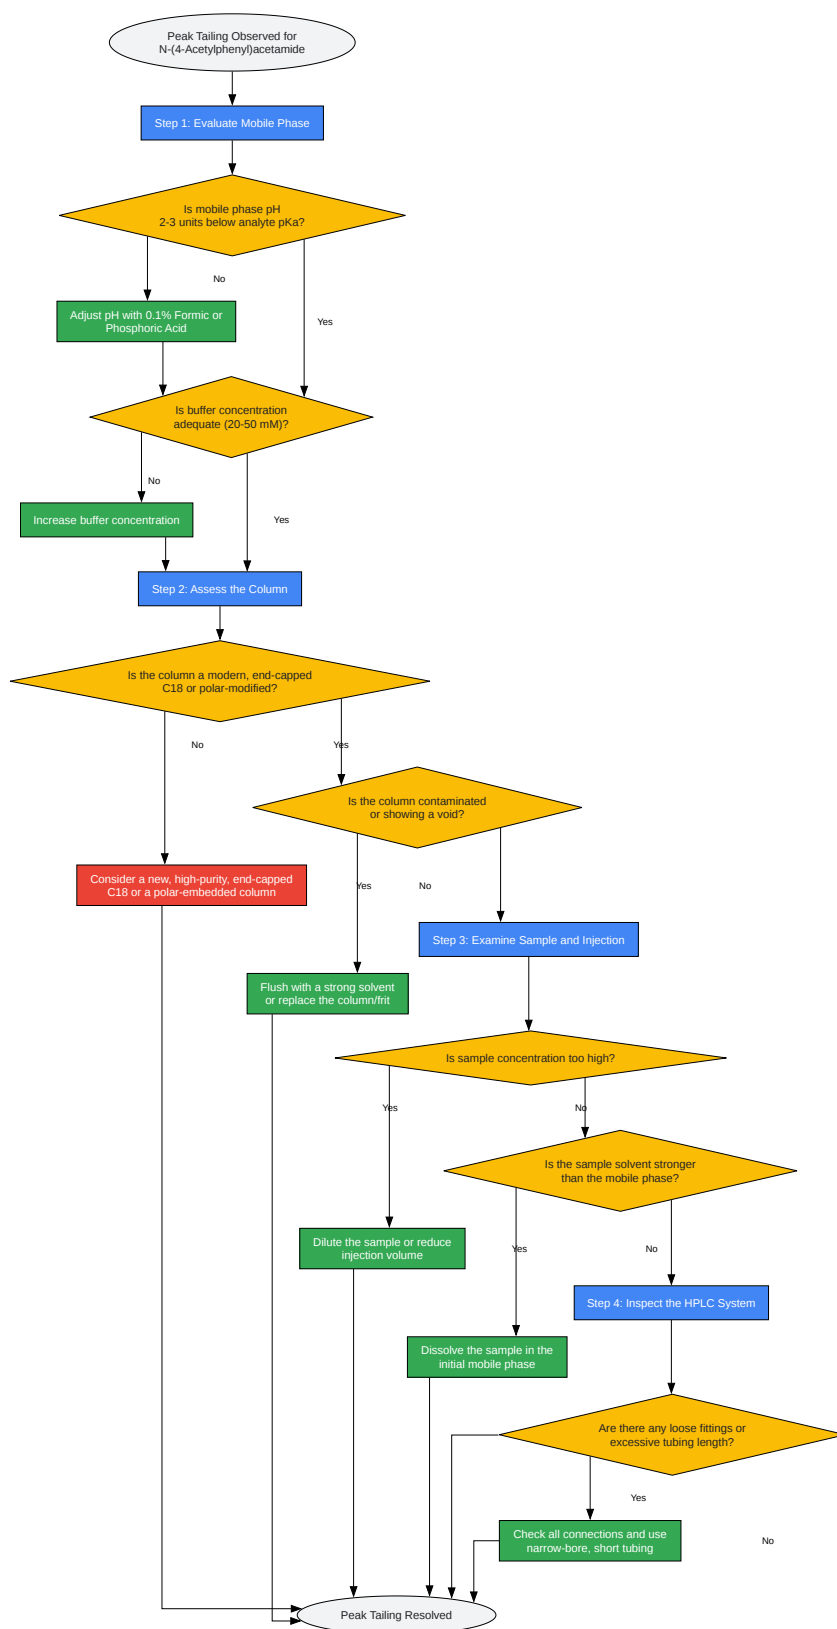 Peak Tailing Observed for
N-(4-Acetylphenyl)acetamide
Step 1: Evaluate Mobile Phase
Is mobile phase pH
2-3 units below analyte pKa?
No
Adjust pH with 0.1% Formic or
Phosphoric Acid
Yes
Is buffer concentration
adequate (20-50 mM)?
No
Increase buffer concentration
Yes
Step 2: Assess the Column
Is the column a modern, end-capped
C18 or polar-modified?
No
Yes
Is the column contaminated
or showing a void?
Consider a new, high-purity, end-capped
C18 or a polar-embedded column
Yes
No
Step 3: Examine Sample and Injection
Flush with a strong solvent
or replace the column/frit
Is sample concentration too high?
Yes
No
Is the sample solvent stronger
than the mobile phase?
Dilute the sample or reduce
injection volume
Yes
No
Step 4: Inspect the HPLC System
Dissolve the sample in the
initial mobile phase
Are there any loose fittings or
excessive tubing length?
Yes
Check all connections and use
narrow-bore, short tubing
No
Peak Tailing Resolved